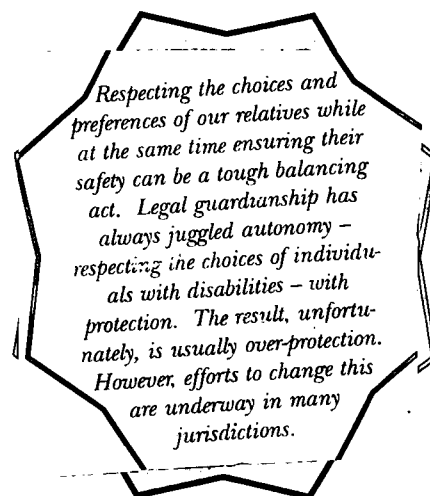 Respecting the choices and
preferences of our relatives while
at the same time ensuring their
safety can be a tough balancing
act. Legal guardianship has
always juggled autonomy –
respecting the choices of individu-
als with disabilities – with
protection. The result, unfortu-
nately, is usually over-protection.
However, efforts to change this
are underway in many
jurisdictions.